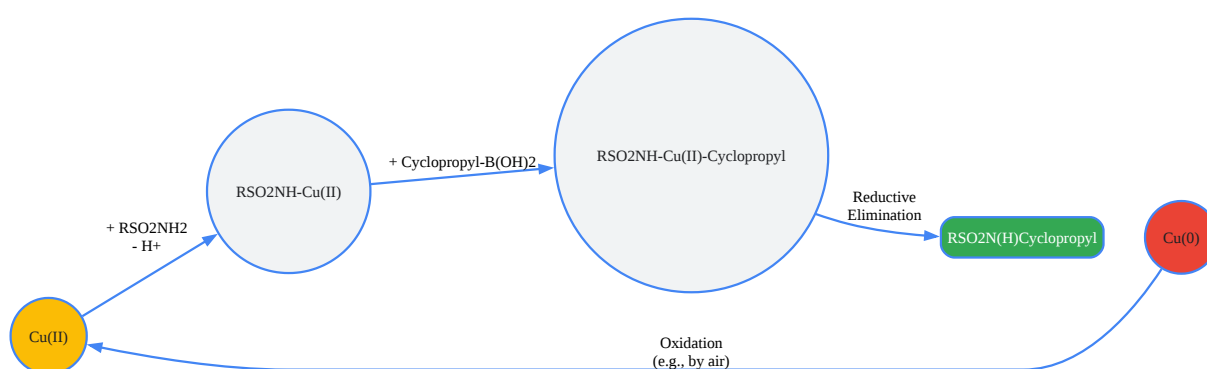 Cu(II)
+ RSO2NH2
- H+
RSO2NH-Cu(II)
+ Cyclopropyl-B(OH)2
RSO2NH-Cu(II)-Cyclopropyl
Reductive
Elimination
RSO2N(H)Cyclopropyl
Cu(0)
Oxidation
(e.g., by air)